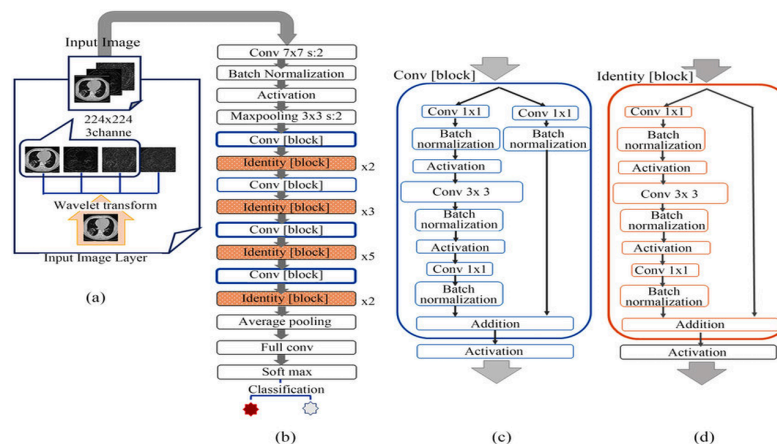 Input Image
224x224
3channe
Wavelet transform
Input Image Layer
(a)
Conv 7x7 s:2
Batch Normalization
Activation
Maxpooling 3x3 s:2
Conv [block]
Identity [block]
x2
Conv [block]
Identity [block]
x3
Conv [block]
Identity [block]
x5
Conv [block]
Identity [block]
x2
Average pooling
Full conv
Soft max
Classification
(b)
Conv [block]
Conv 1x1
Conv 1x1
Batch
normalization
Batch
normalization
Activation
Conv 3x 3
Batch
normalization
Activation
Conv 1x1
Batch
normalization
Addition
Activation
(c)
Identity [block]
Conv 1x1
Batch
normalization
Activation
Conv 3x 3
Batch
normalization
Activation
Conv 1x1
Batch
normalization
Addition
Activation
(d)